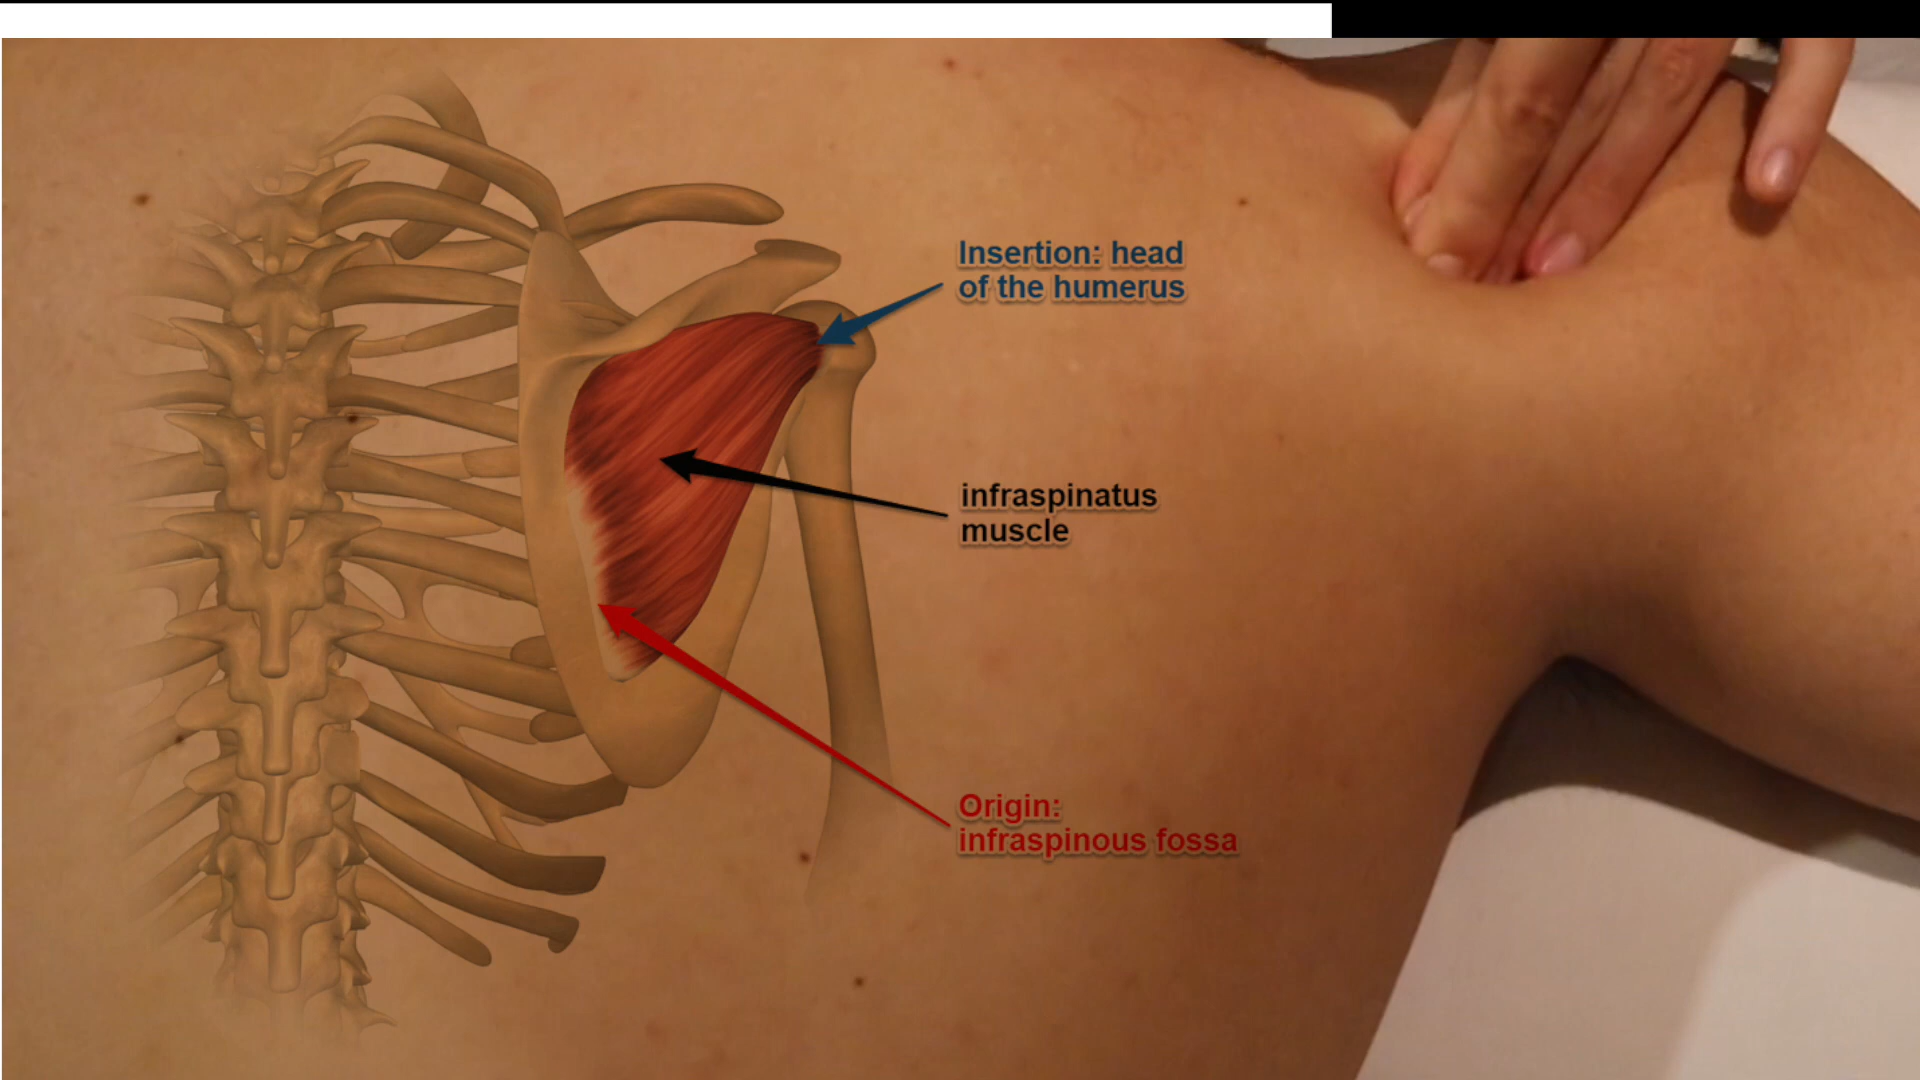 Insertion: head
of the humerus
infraspinatus
muscle
Origin:
infraspinous fossa